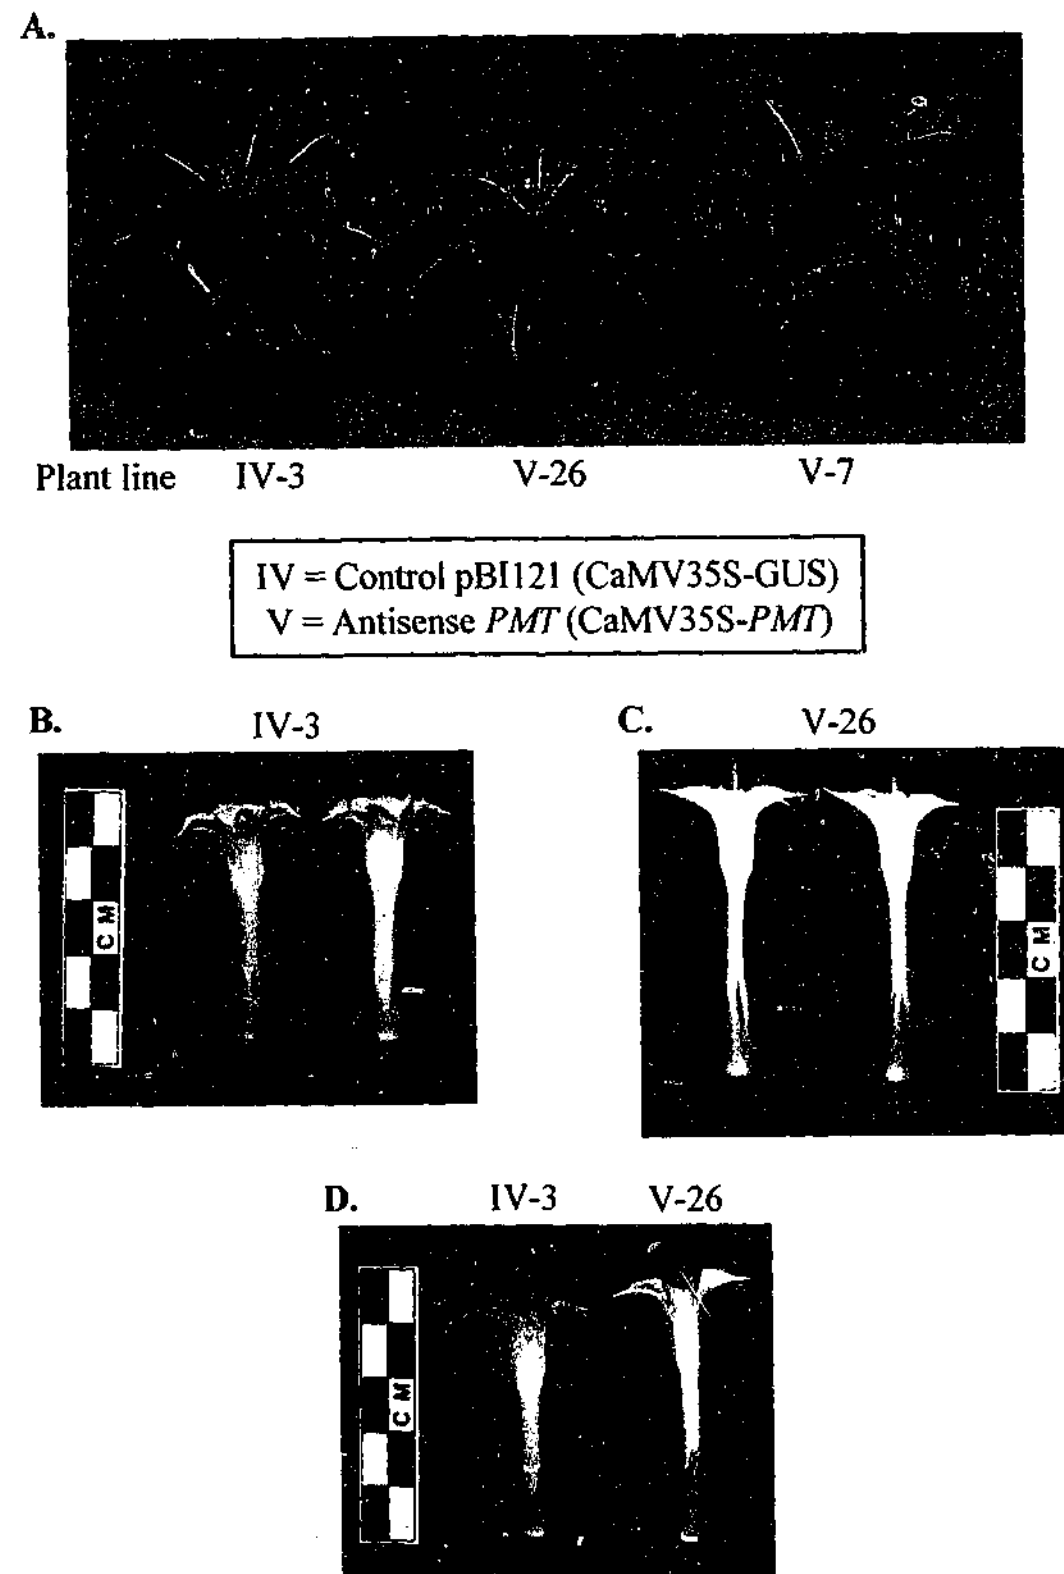 A.
Plant line IV-3 V-26 V-7
IV = Control pBI121 (CaMV35S-GUS)
V = Antisense PMT (CaMV35S-PMT)
B. IV-3 C. V-26
C M
C M
D. IV-3 V-26
C M